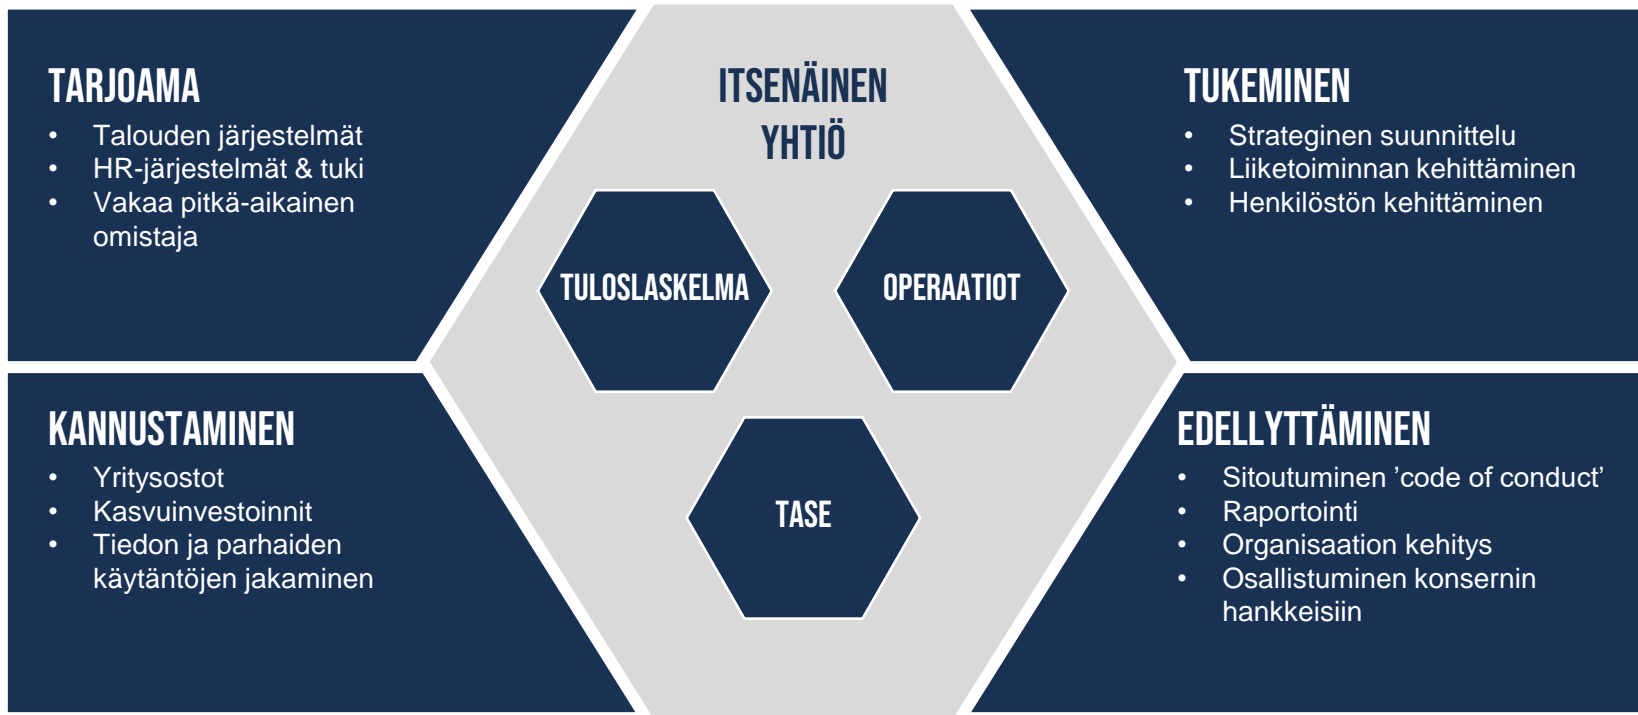 TARJOAMA
• Talouden järjestelmät
• HR-järjestelmät & tuki
• Vakaa pitkä-aikainen
omistaja
ITSENÄINEN
YHTIÖ
TULOSLASKELMA
OPERAATIOT
TASE
TUKEMINEN
• Strateginen suunnittelu
• Liiketoiminnan kehittäminen
• Henkilöstön kehittäminen
KANNUSTAMINEN
• Yritysostot
• Kasvuinvestoinnit
• Tiedon ja parhaiden
käytäntöjen jakaminen
EDELLYTTÄMINEN
• Sitoutuminen ’code of conduct’
• Raportointi
• Organisaation kehitys
• Osallistuminen konsernin
hankkeisiin